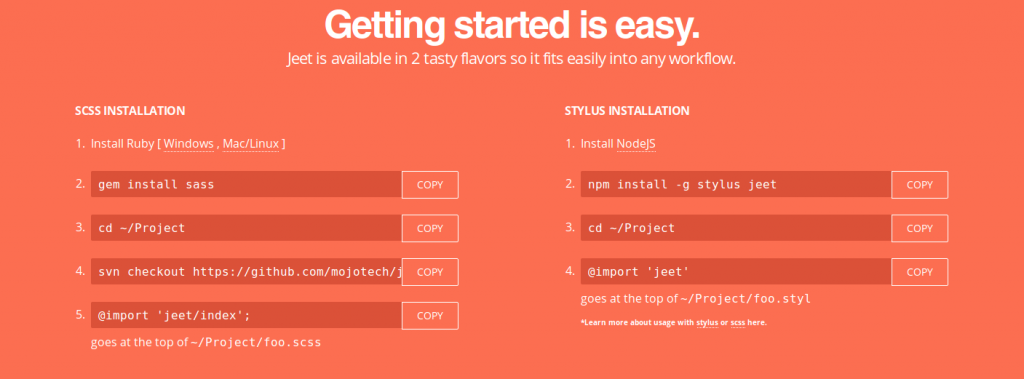 Getting started is easy.
Jeet is available in 2 tasty flavors so it fits easily into any workflow.
SCSS INSTALLATION
1. Install Ruby [ Windows , Mac/Linux ]
2. gem install sass COPY
3. cd ~/Project COPY
4. svn checkout https://github.com/mojotech/j COPY
5. @import 'jeet/index'; COPY
goes at the top of ~/Project/foo.scss
STYLUS INSTALLATION
1. Install NodeJS
2. npm install -g stylus jeet COPY
3. cd ~/Project COPY
4. @import 'jeet' COPY
goes at the top of ~/Project/foo.styl
*Learn more about usage with stylus or scss here.